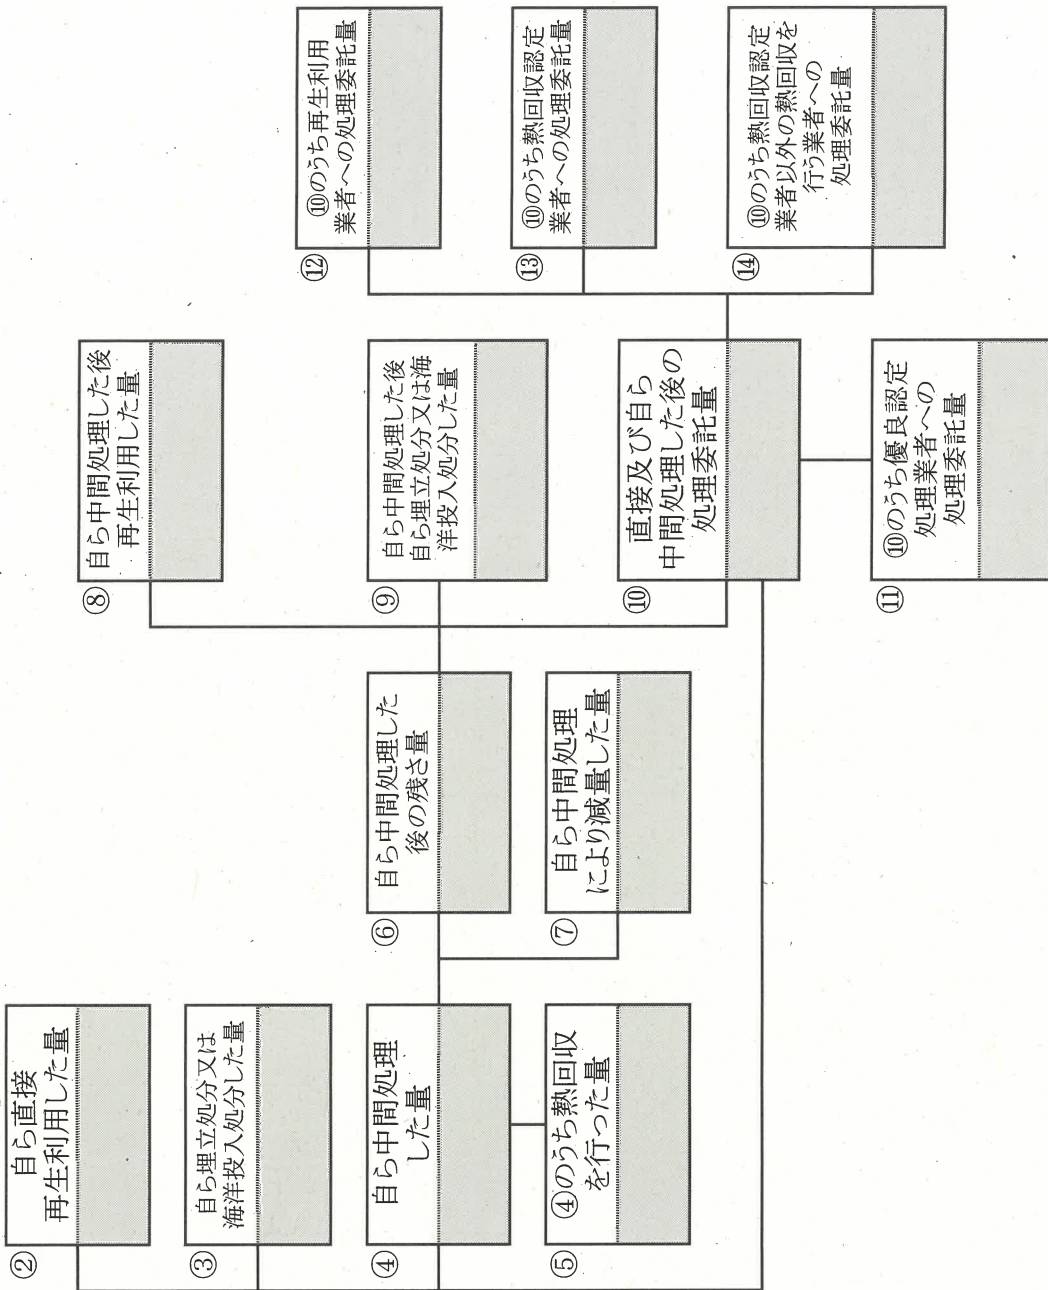 ②
自ら直接
再生利用した量
③
自ら埋立処分又は
海洋投入処分した量
④
自ら中間処理
した量
⑤
④のうち熱回収
を行った量
⑥
自ら中間処理した
後の残さ量
⑦
自ら中間処理
により減量した量
⑧
自ら中間処理した後
再生利用した量
⑨
自ら中間処理した後
自ら埋立処分又は海
洋投入処分した量
⑩
直接及び自ら
中間処理した後の
処理委託量
⑪
⑩のうち優良認定
処理業者への
処理委託量
⑫
⑩のうち再生利用
業者への処理委託量
⑬
⑩のうち熱回収認定
業者への処理委託量
⑭
⑩のうち熱回収認定
業者以外の熱回収を
行う業者への
処理委託量